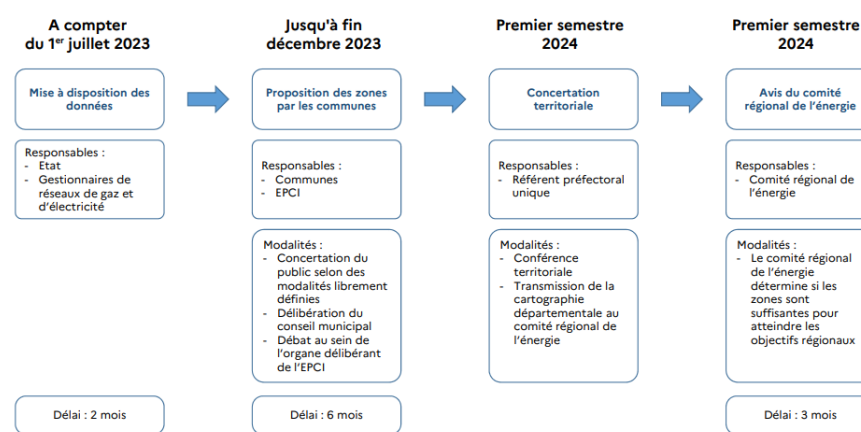 A compter
du 1er juillet 2023
Jusqu'à fin
décembre 2023
Premier semestre
2024
Premier semestre
2024
Mise à disposition des
données
Proposition des zones
par les communes
Concertation
territoriale
Avis du comité
régional de l'énergie
Responsables :
- Etat
- Gestionnaires de
réseaux de gaz et
d'électricité
Responsables :
- Communes
- EPCI
Responsables :
- Référent préfectoral
unique
Responsables :
- Comité régional de
l'énergie
Modalités :
- Concertation du
public selon des
modalités librement
définies
- Délibération du
conseil municipal
- Débat au sein de
l'organe délibérant
de l'EPCI
Modalités :
- Conférence
territoriale
- Transmission de la
cartographie
départementale au
comité régional de
l'énergie
Modalités :
- Le comité régional
de l'énergie
détermine si les
zones sont
suffisantes pour
atteindre les
objectifs régionaux
Délai : 2 mois
Délai : 6 mois
Délai : 3 mois